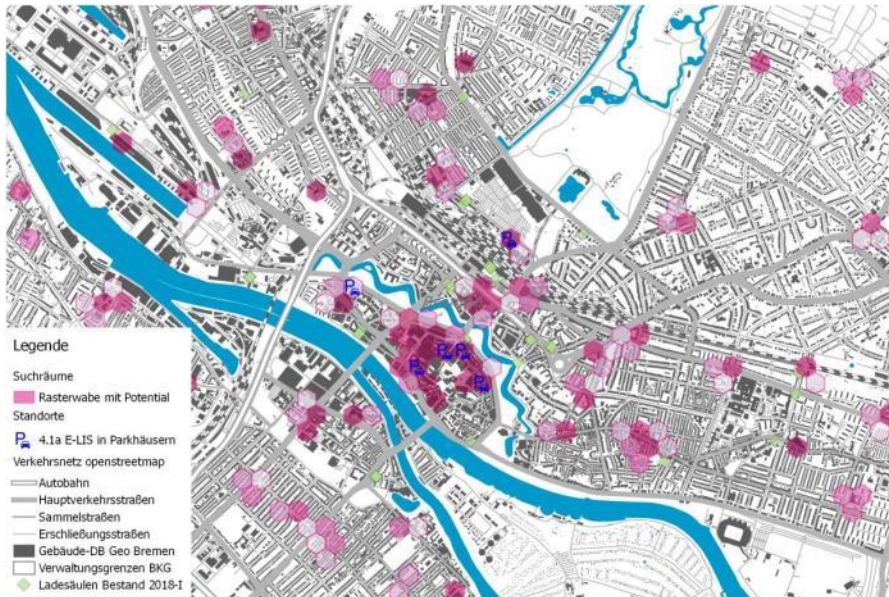 Legende
Suchräume
Rasterwabe mit Potential
Standorte
P 4.1a E-LIS in Parkhäusern
Verkehrsnetz openstreetmap
Autobahn
Hauptverkehrsstraßen
Sammelstraßen
Erschließungsstraßen
Gebäude-DB Geo Bremen
Verwaltungsgrenzen BKG
Ladesäulen Bestand 2018-I
P
P
P
P
P
P